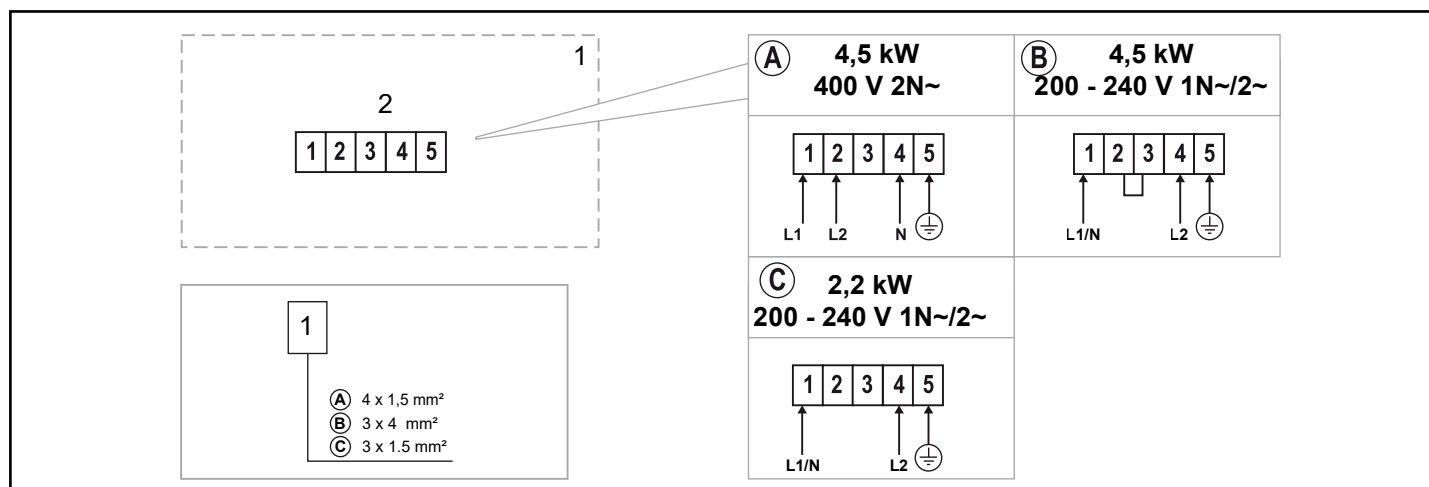 1
2
1 2 3 4 5
A 4,5 kW
400 V 2N~
B 4,5 kW
200 - 240 V 1N~/2~
1 2 3 4 5
L1 L2 N
1 2 3 4 5
L1/N L2
C 2,2 kW
200 - 240 V 1N~/2~
1 2 3 4 5
L1/N L2
1
A 4 x 1,5 mm²
B 3 x 4 mm²
C 3 x 1.5 mm²